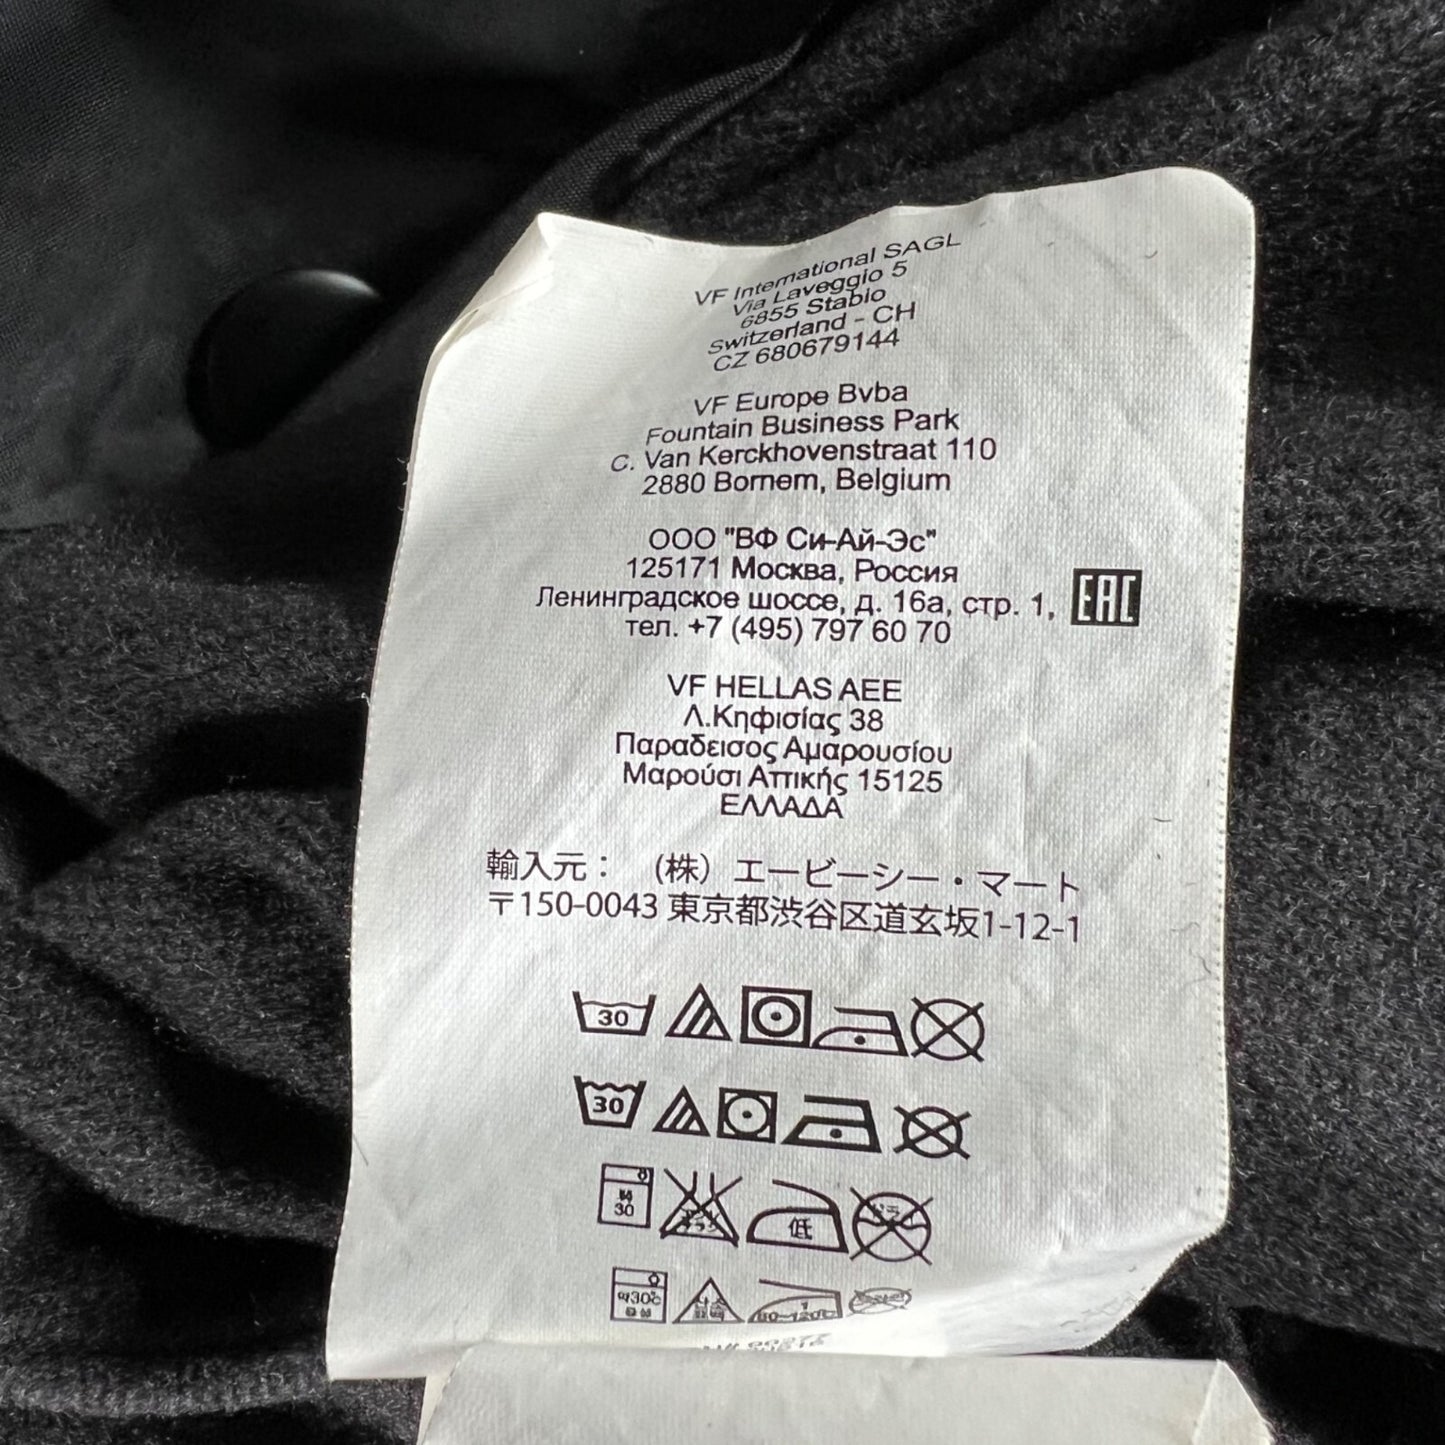 VF International SAGL
Via Laveggio 5
6855 Stabio
Switzerland - CH
CZ 680679144
VF Europe Bvba
Fountain Business Park
C. Van Kerckhovenstraat 110
2880 Bornem, Belgium
ООО "ВФ Си-Ай-Эс"
125171 Москва, Россия
Ленинградское шоссе, д. 16а, стр. 1,
EAC
тел. +7 (495) 797 60 70
VF HELLAS AEE
Λ.Κηφισίας 38
Παραδεισος Αμαρουσίου
Μαρούσι Αττικής 15125
ΕΛΛΑΔΑ
輸入元： （株）エービーシー・マート
〒150-0043 東京都渋谷区道玄坂1-12-1
30
30
30 低
약30℃